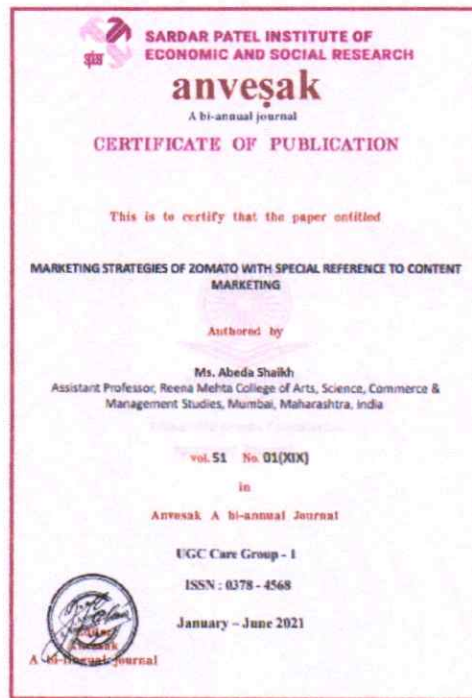 SARDAR PATEL INSTITUTE OF
ECONOMIC AND SOCIAL RESEARCH
anveṣak
A bi-annual journal
CERTIFICATE OF PUBLICATION
This is to certify that the paper entitled
MARKETING STRATEGIES OF ZOMATO WITH SPECIAL REFERENCE TO CONTENT
MARKETING
Authored by
Ms. Abeda Shaikh
Assistant Professor, Reena Mehta College of Arts, Science, Commerce &
Management Studies, Mumbai, Maharashtra, India
vol. 51 No. 01(XIX)
in
Anvesak A bi-annual Journal
UGC Care Group - 1
ISSN : 0378 - 4568
January – June 2021
A bi-lingual journal